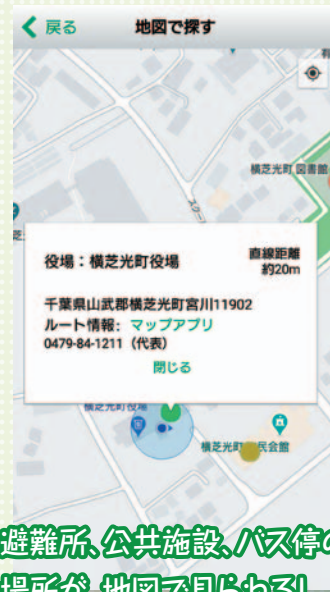 戻る
地図で探す
横芝光町図書館
役場：横芝光町役場
直線距離
約20m
千葉県山武郡横芝光町宮川11902
ルート情報： マップアプリ
0479-84-1211（代表）
閉じる
横芝光町役場
横芝光町
民会館
避難所、公共施設、バス停の
場所が、地図で見られる!